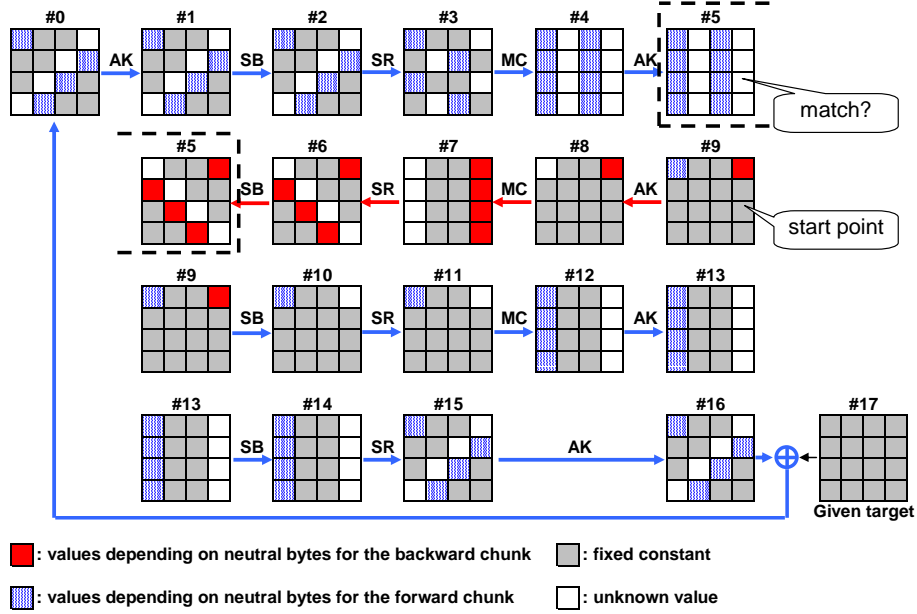 #0 #1 #2 #3 #4 #5
AK SB SR MC AK
match?
#5 #6 #7 #8 #9
SB SR MC AK
start point
#9 #10 #11 #12 #13
SB SR MC AK
#13 #14 #15 #16 #17
SB SR AK
Given target
: values depending on neutral bytes for the backward chunk : fixed constant
: values depending on neutral bytes for the forward chunk : unknown value